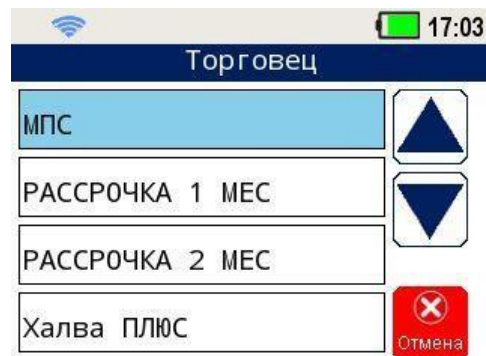 17:03
Торговец
МПС
РАССРОЧКА 1 МЕС
РАССРОЧКА 2 МЕС
Халва ПЛЮС
Отмена